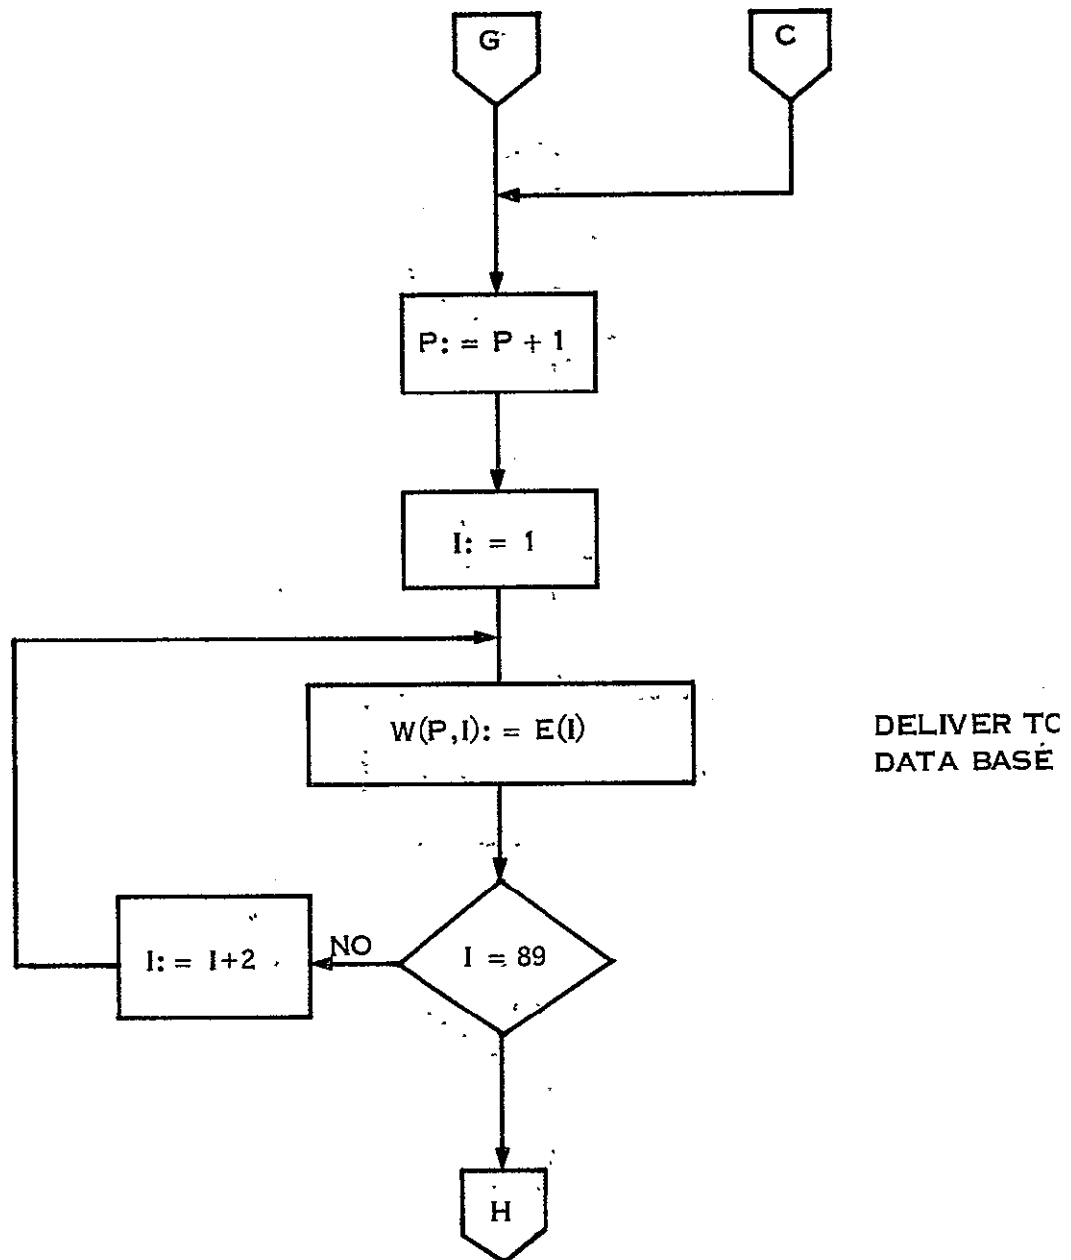 G
C
P: = P + 1
I: = 1
W(P,I): = E(I)
DELIVER TO
DATA BASE
I: = I+2
NO
I = 89
H